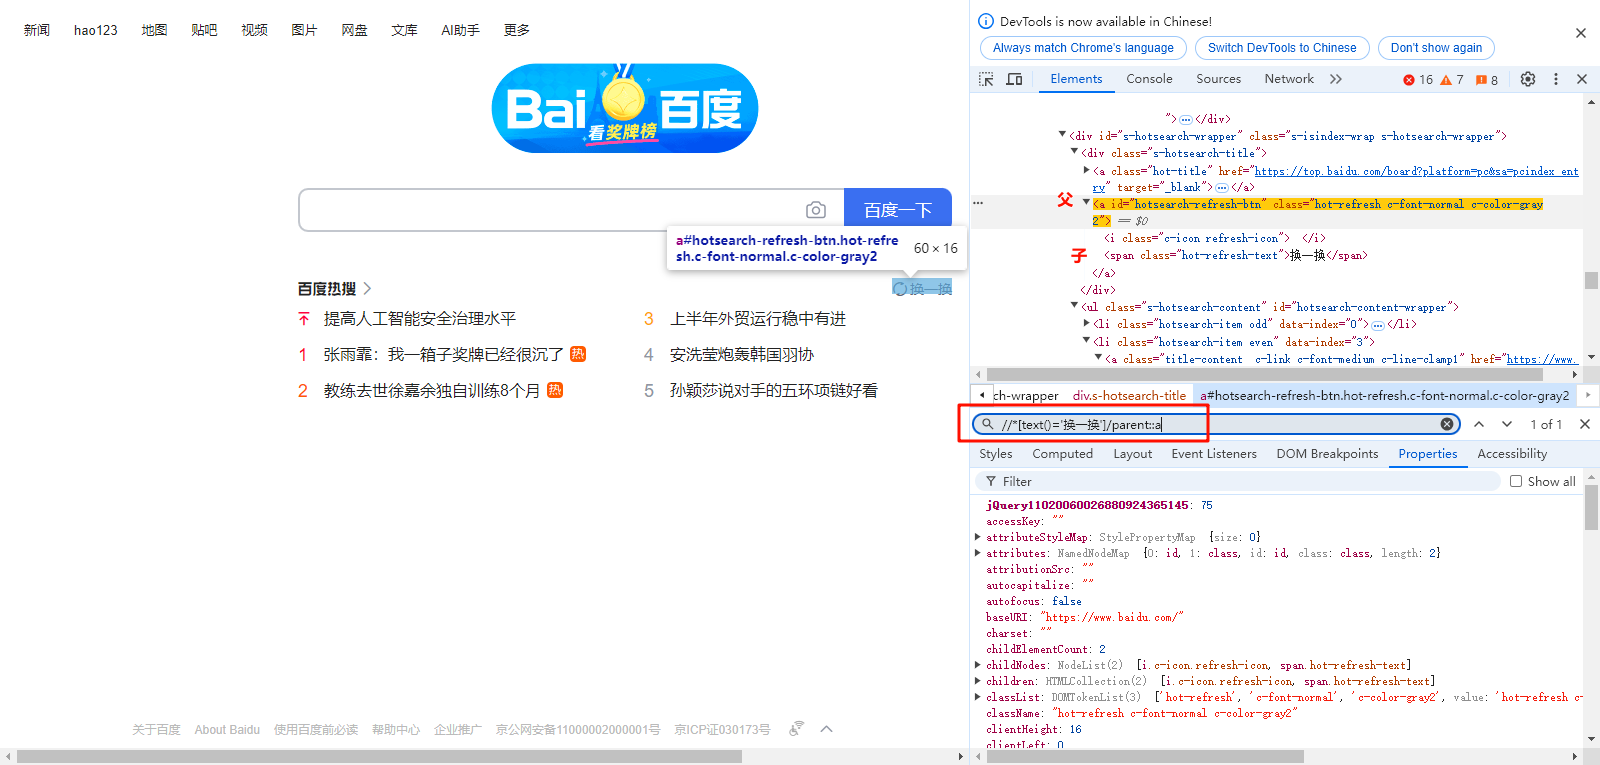 新闻 hao123 地图 贴吧 视频 图片 网盘 文库 AI助手 更多
Bai 百度
看奖牌榜
百度一下
a#hotsearch-refresh-btn.hot-refre
sh.c-font-normal.c-color-gray2
60 × 16
百度热搜
换一换
提高人工智能安全治理水平
3 上半年外贸运行稳中有进
1 张雨霏：我一箱子奖牌已经很沉了 热
4 安洗莹炮轰韩国羽协
2 教练去世徐嘉余独自训练8个月 热
5 孙颖莎说对手的五环项链好看
关于百度 About Baidu 使用百度前必读 帮助中心 企业推广 京公网安备11000002000001号 京ICP证030173号
DevTools is now available in Chinese!
Always match Chrome's language
Switch DevTools to Chinese
Don't show again
Elements Console Sources Network 16 7 8
">…</div>
<div id="s-hotsearch-wrapper" class="s-isindex-wrap s-hotsearch-wrapper">
<div class="s-hotsearch-title">
<a class="hot-title" href="https://top.baidu.com/board?platform=pc&sa=pcindex_ent
ry" target="_blank">…</a>
父
<a id="hotsearch-refresh-btn" class="hot-refresh c-font-normal c-color-gray
2"> == $0
<i class="c-icon refresh-icon"> </i>
子
<span class="hot-refresh-text">换一换</span>
</a>
</div>
<ul class="s-hotsearch-content" id="hotsearch-content-wrapper">
<li class="hotsearch-item odd" data-index="0">…</li>
<li class="hotsearch-item even" data-index="3">
<a class="title-content c-link c-font-medium c-line-clamp1" href="https://www.
ch-wrapper div.s-hotsearch-title a#hotsearch-refresh-btn.hot-refresh.c-font-normal.c-color-gray2
//*[text()='换一换']/parent::a
1 of 1
Styles Computed Layout Event Listeners DOM Breakpoints Properties Accessibility
Filter
Show all
jQuery11020060026880924365145: 75
accessKey: ""
attributeStyleMap: StylePropertyMap {size: 0}
attributes: NamedNodeMap {0: id, 1: class, id: id, class: class, length: 2}
attributionSrc: ""
autocapitalize: ""
autofocus: false
baseURI: "https://www.baidu.com/"
charset: ""
childElementCount: 2
childNodes: NodeList(2) [i.c-icon.refresh-icon, span.hot-refresh-text]
children: HTMLCollection(2) [i.c-icon.refresh-icon, span.hot-refresh-text]
classList: DOMTokenList(3) ['hot-refresh', 'c-font-normal', 'c-color-gray2', value: 'hot-refresh c-
className: "hot-refresh c-font-normal c-color-gray2"
clientHeight: 16
clientLeft: 0